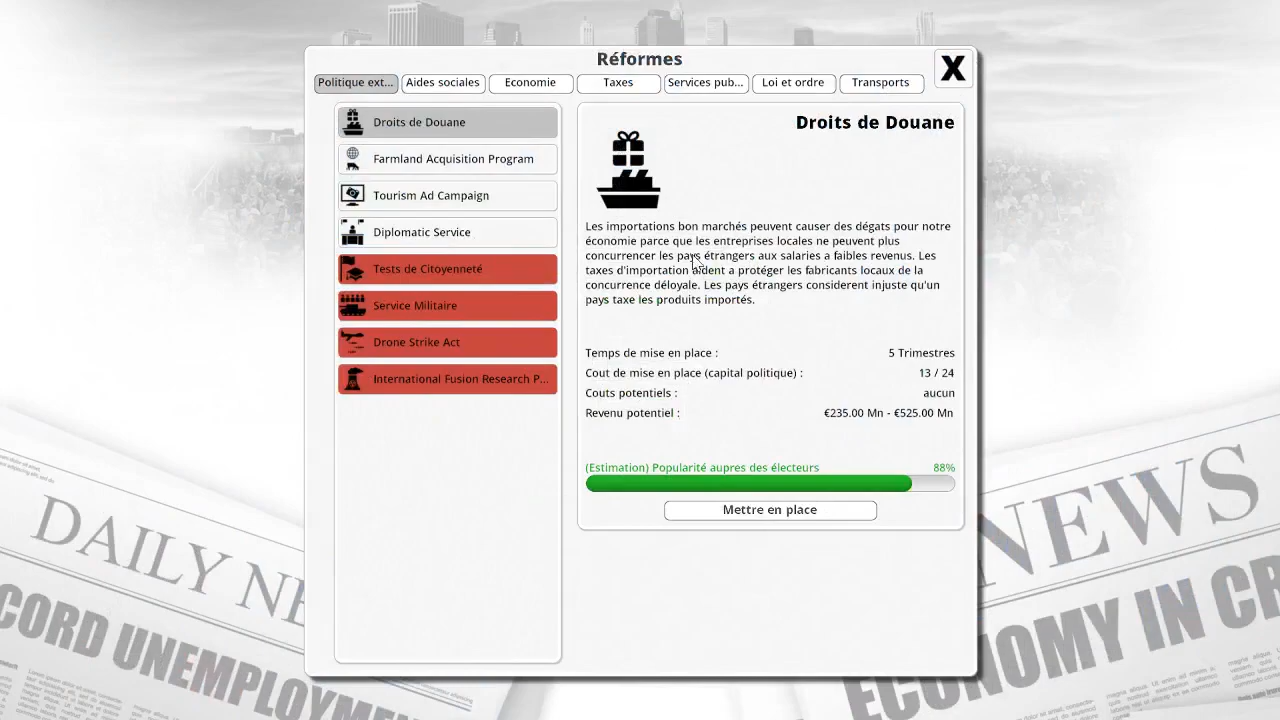 Réformes
X
Politique ext...
Aides sociales
Economie
Taxes
Services pub...
Loi et ordre
Transports
Droits de Douane
Farmland Acquisition Program
Tourism Ad Campaign
Diplomatic Service
Tests de Citoyenneté
Service Militaire
Drone Strike Act
International Fusion Research P...
Droits de Douane
Les importations bon marchés peuvent causer des dégats pour notre
économie parce que les entreprises locales ne peuvent plus
concurrencer les pays étrangers aux salaries a faibles revenus. Les
taxes d'importation aident a protéger les fabricants locaux de la
concurrence déloyale. Les pays étrangers considerent injuste qu'un
pays taxe les produits importés.
Temps de mise en place : 5 Trimestres
Cout de mise en place (capital politique) : 13 / 24
Couts potentiels : aucun
Revenu potentiel : €235.00 Mn - €525.00 Mn
(Estimation) Popularité aupres des électeurs 88%
Mettre en place
DAILY NE
CORD UNEMPLOYM
NEWS
ECONOMY IN CR